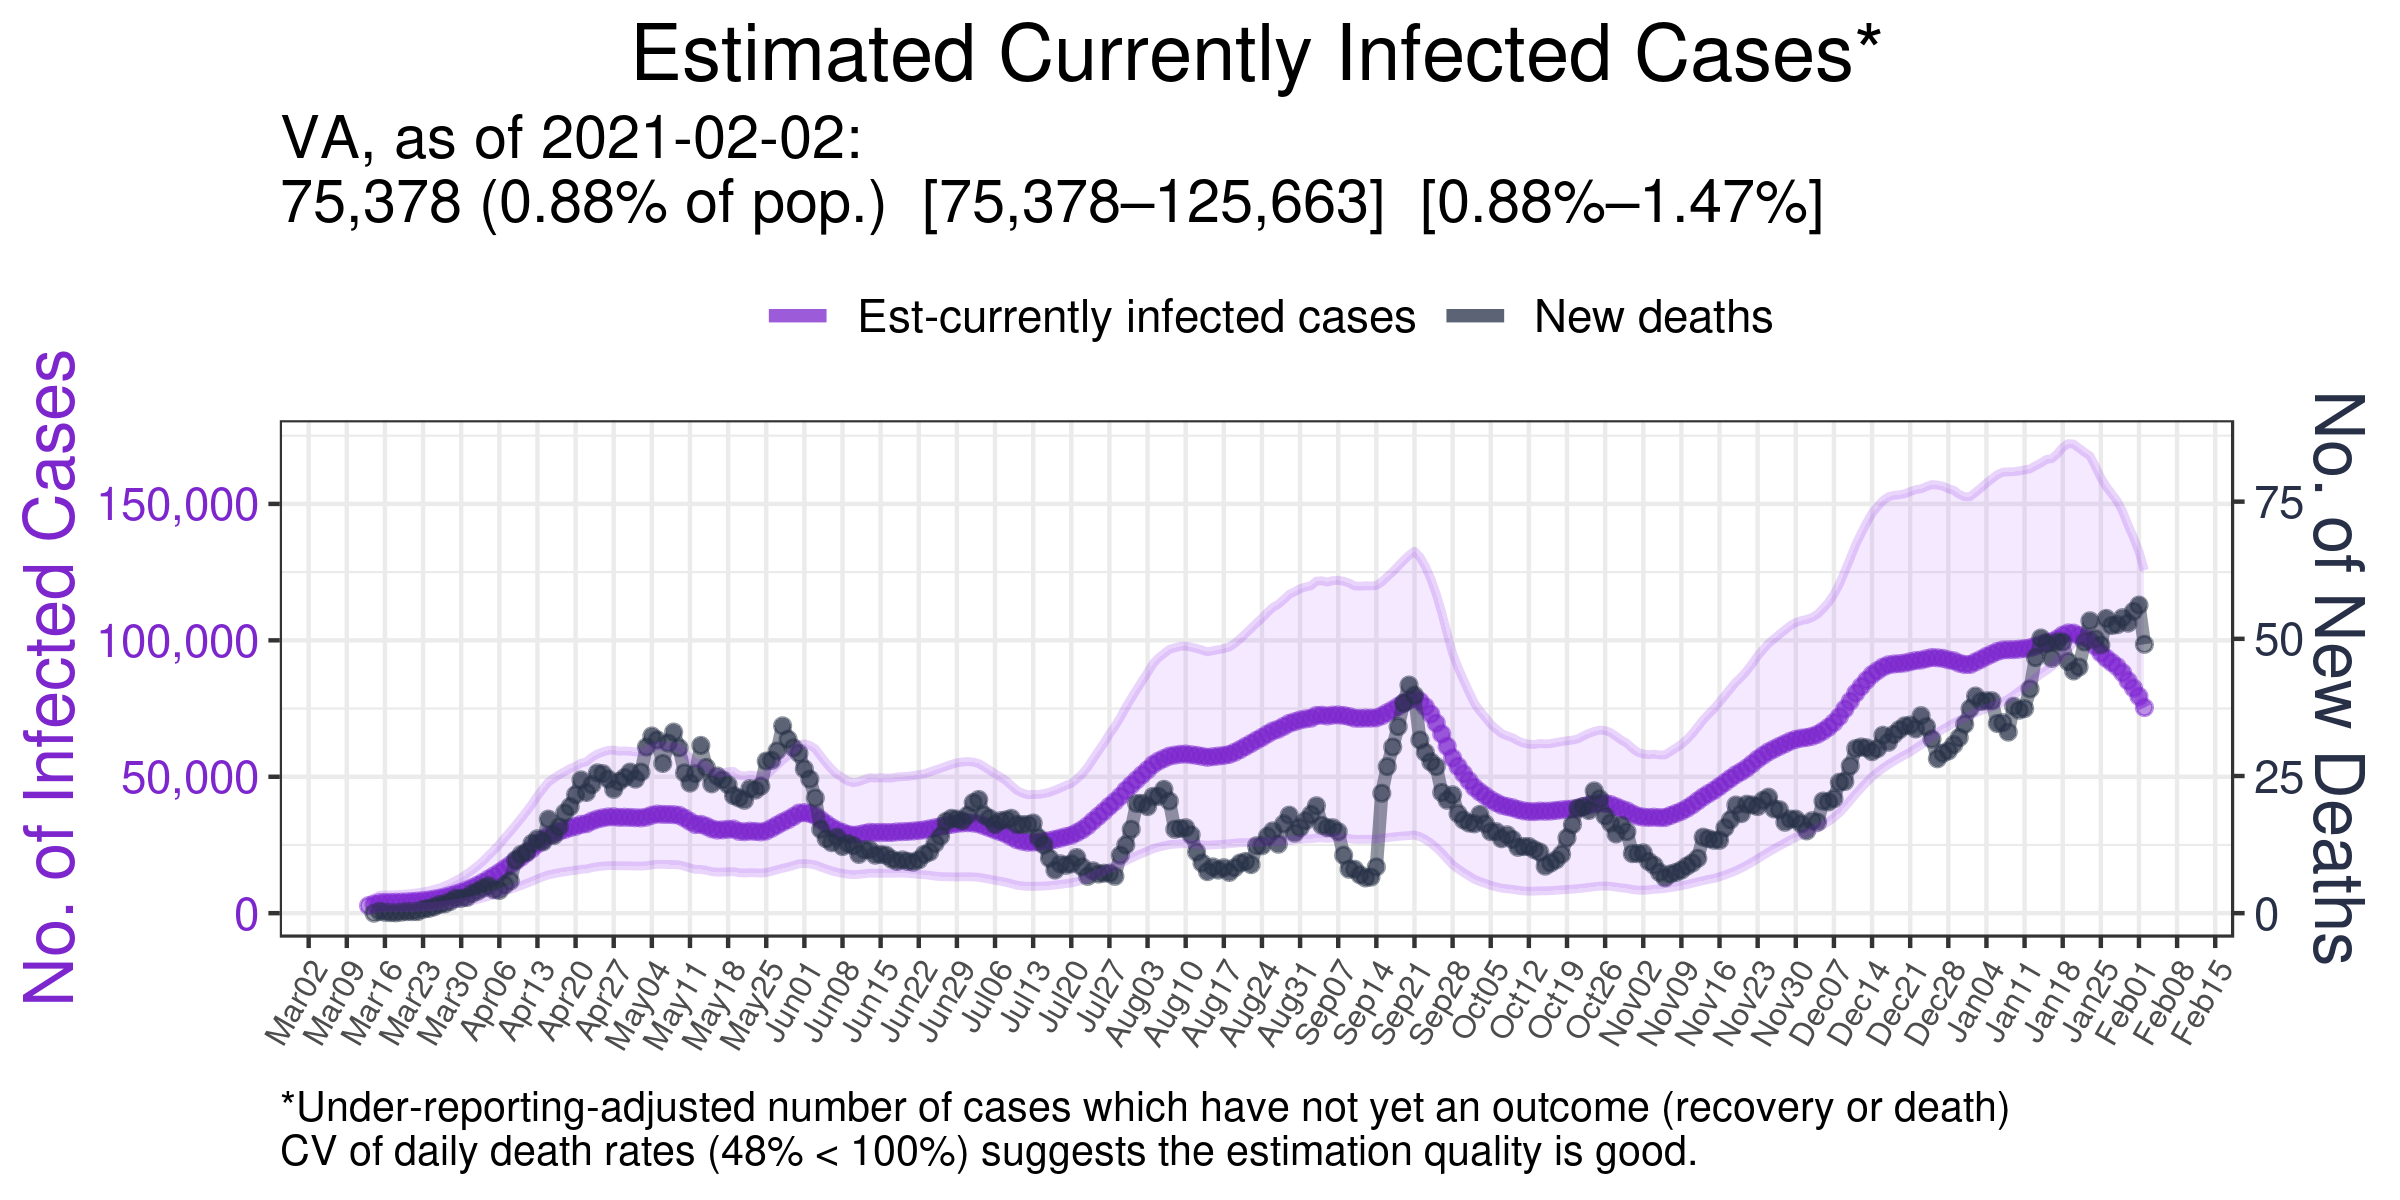 Estimated Currently Infected Cases*
VA, as of 2021-02-02:
75,378 (0.88% of pop.) [75,378–125,663] [0.88%–1.47%]
Est-currently infected cases
New deaths
No. of Infected Cases
150,000
100,000
50,000
0
75
50
25
0
No. of New Deaths
Mar02
Mar09
Mar16
Mar23
Mar30
Apr06
Apr13
Apr20
Apr27
May04
May11
May18
May25
Jun01
Jun08
Jun15
Jun22
Jun29
Jul06
Jul13
Jul20
Jul27
Aug03
Aug10
Aug17
Aug24
Aug31
Sep07
Sep14
Sep21
Sep28
Oct05
Oct12
Oct19
Oct26
Nov02
Nov09
Nov16
Nov23
Nov30
Dec07
Dec14
Dec21
Dec28
Jan04
Jan11
Jan18
Jan25
Feb01
Feb08
Feb15
*Under-reporting-adjusted number of cases which have not yet an outcome (recovery or death)
CV of daily death rates (48% < 100%) suggests the estimation quality is good.